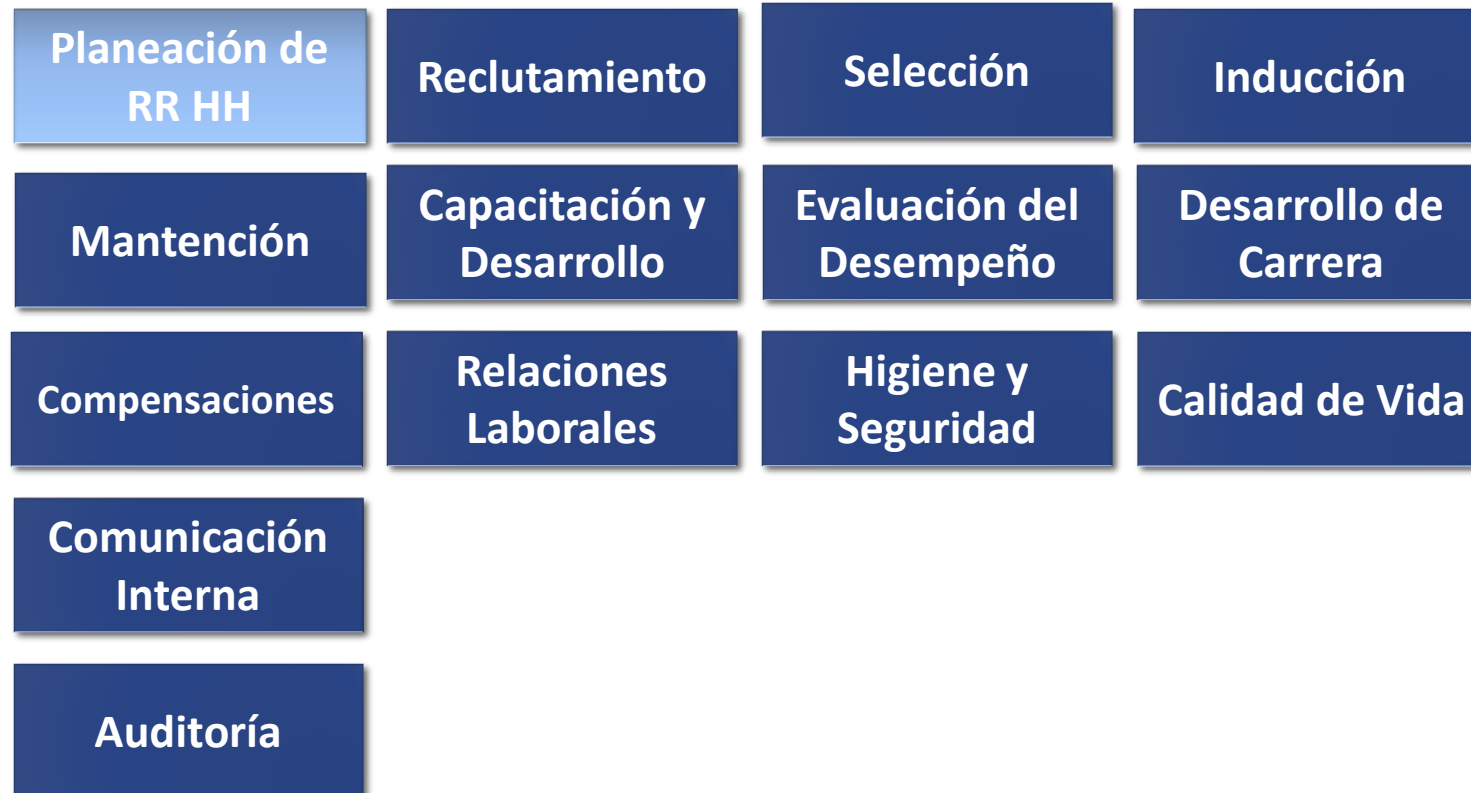 Planeación de
RR HH
Reclutamiento
Selección
Inducción
Mantención
Capacitación y
Desarrollo
Evaluación del
Desempeño
Desarrollo de
Carrera
Compensaciones
Relaciones
Laborales
Higiene y
Seguridad
Calidad de Vida
Comunicación
Interna
Auditoría